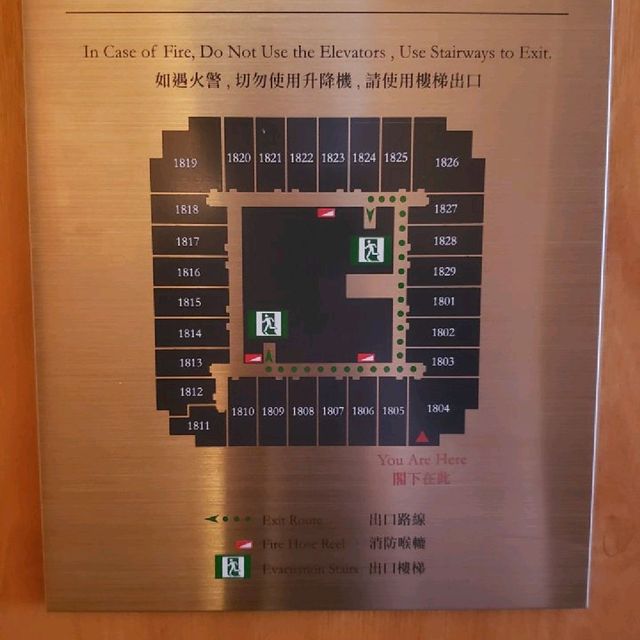 In Case of Fire, Do Not Use the Elevators , Use Stairways to Exit.
如遇火警 , 切勿使用升降機 , 請使用樓梯出口
1819 1820 1821 1822 1823 1824 1825 1826
1818 1827
1817 1828
1816 1829
1815 1801
1814 1802
1813 1803
1812
1811 1810 1809 1808 1807 1806 1805 1804
You Are Here
閣下在此
Exit Route 出口路線
Fire Hose Reel 消防喉轆
Evacuation Stairs 出口樓梯